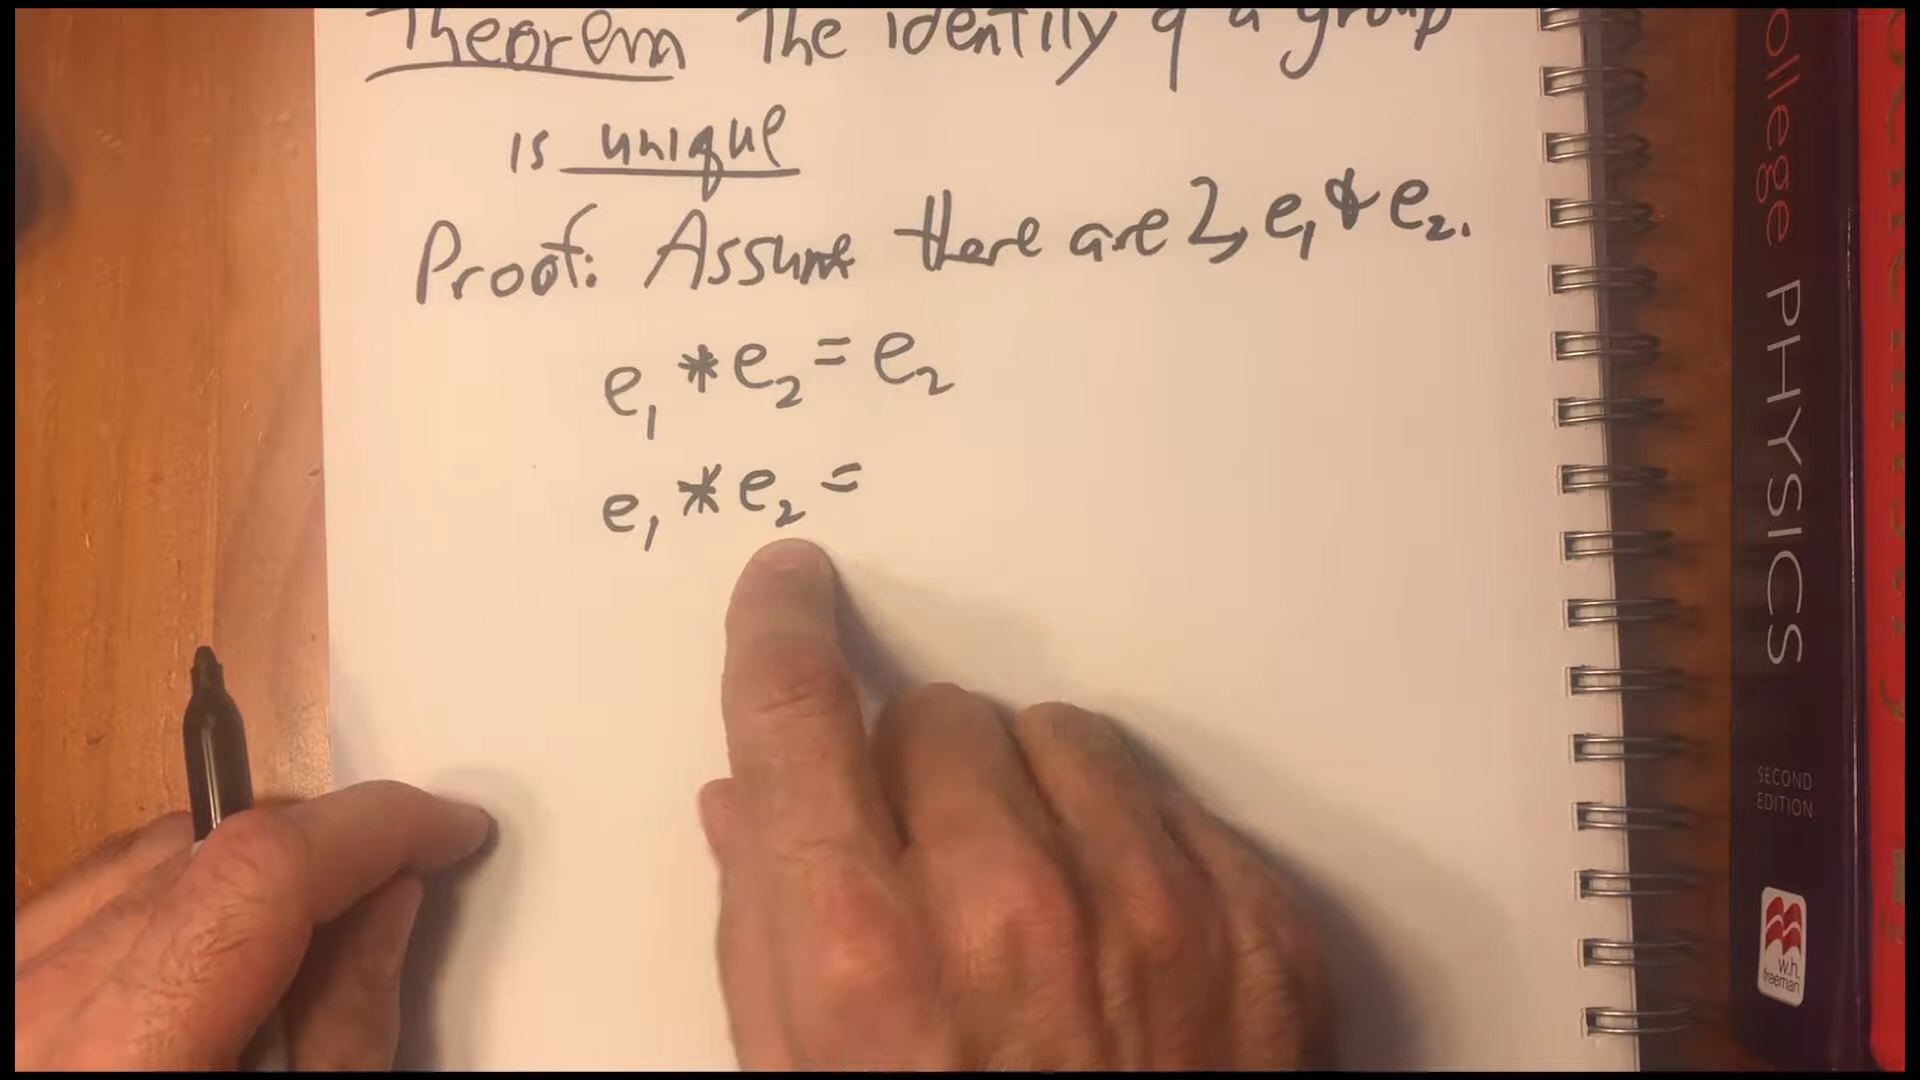 Theorem The identity of a group
is unique
Proof: Assume there are 2, e₁ & e₂.
e₁ * e₂ = e₂
e₁ * e₂ =
ollege PHYSICS
SECOND
EDITION
w.h.
freeman